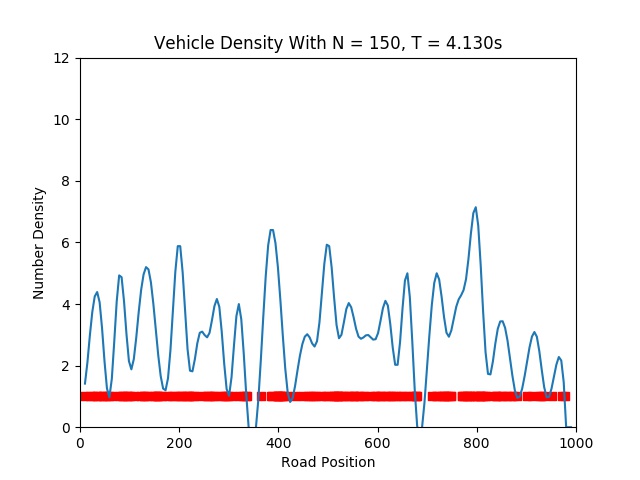 Vehicle Density With N = 150, T = 4.130s
12
10
8
6
4
2
0
Number Density
0 200 400 600 800 1000
Road Position